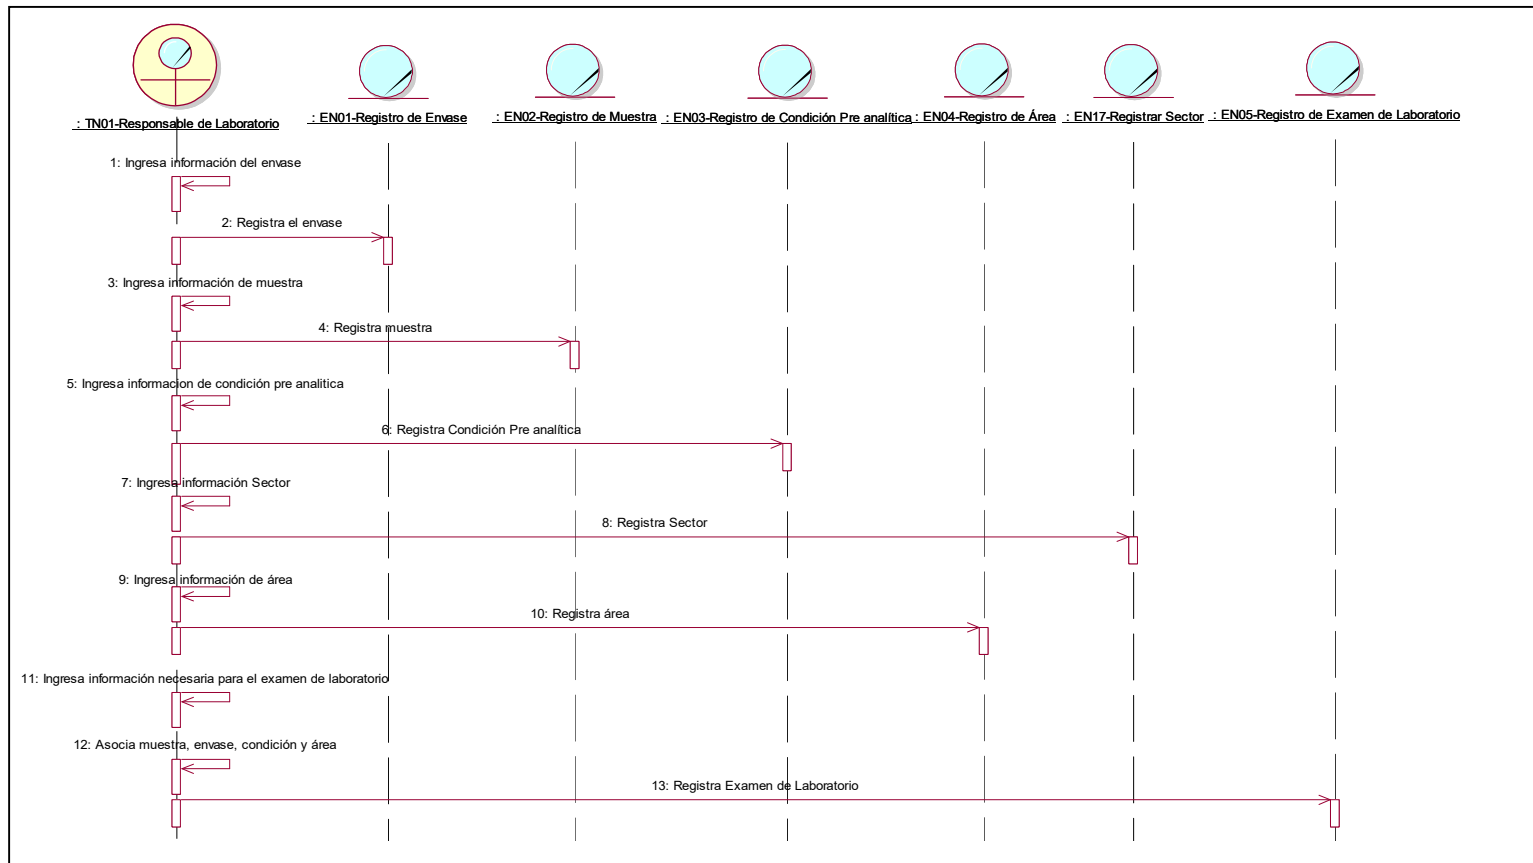 : TN01-Responsable de Laboratorio
: EN01-Registro de Envase
: EN02-Registro de Muestra
: EN03-Registro de Condición Pre analítica
: EN04-Registro de Área
: EN17-Registrar Sector
: EN05-Registro de Examen de Laboratorio
1: Ingresa información del envase
2: Registra el envase
3: Ingresa información de muestra
4: Registra muestra
5: Ingresa informacion de condición pre analitica
6: Registra Condición Pre analítica
7: Ingresa información Sector
8: Registra Sector
9: Ingresa información de área
10: Registra área
11: Ingresa información necesaria para el examen de laboratorio
12: Asocia muestra, envase, condición y área
13: Registra Examen de Laboratorio